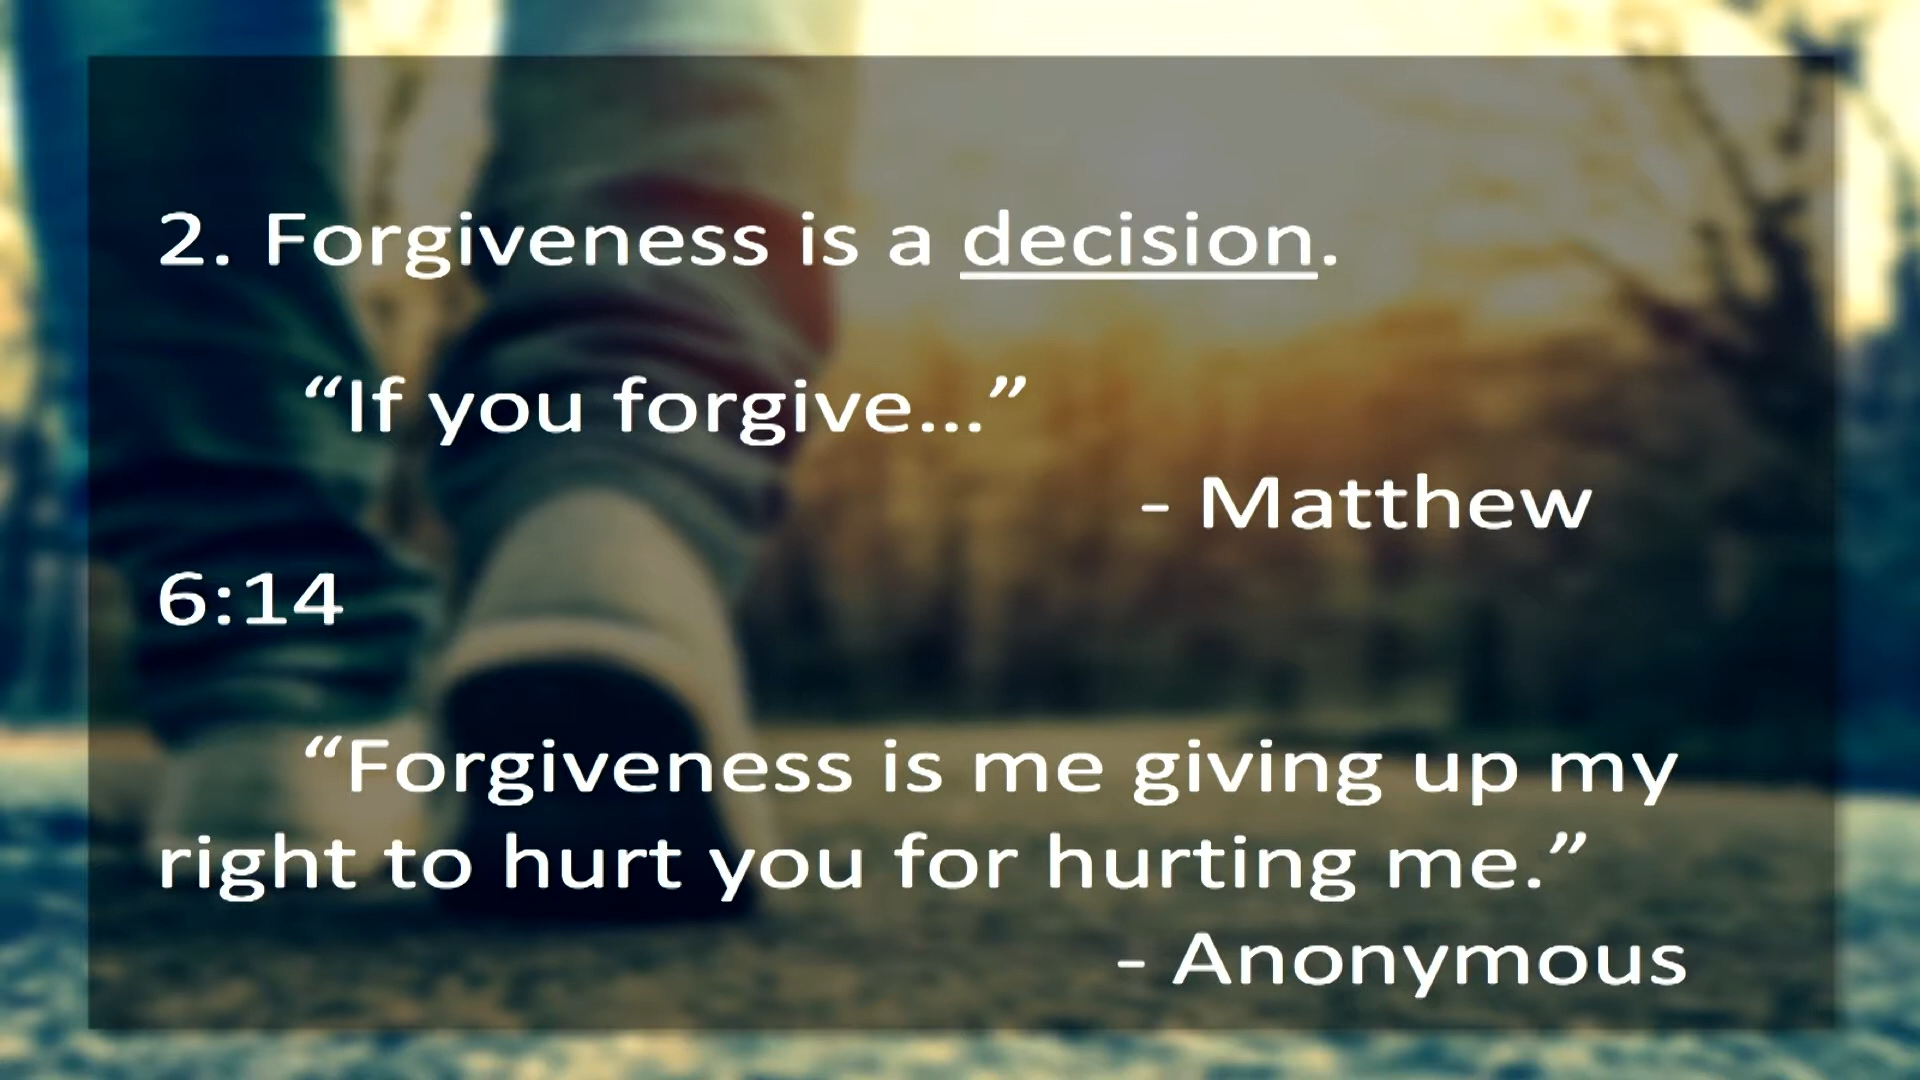 2. Forgiveness is a decision.
“If you forgive…”
- Matthew
6:14
“Forgiveness is me giving up my
right to hurt you for hurting me.”
- Anonymous